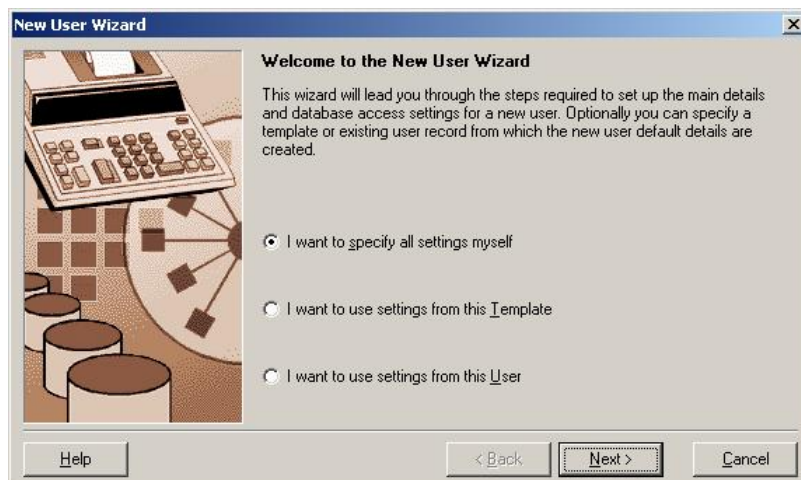 New User Wizard
Welcome to the New User Wizard
This wizard will lead you through the steps required to set up the main details
and database access settings for a new user. Optionally you can specify a
template or existing user record from which the new user default details are
created.
I want to specify all settings myself
I want to use settings from this Template
I want to use settings from this User
Help
< Back
Next >
Cancel